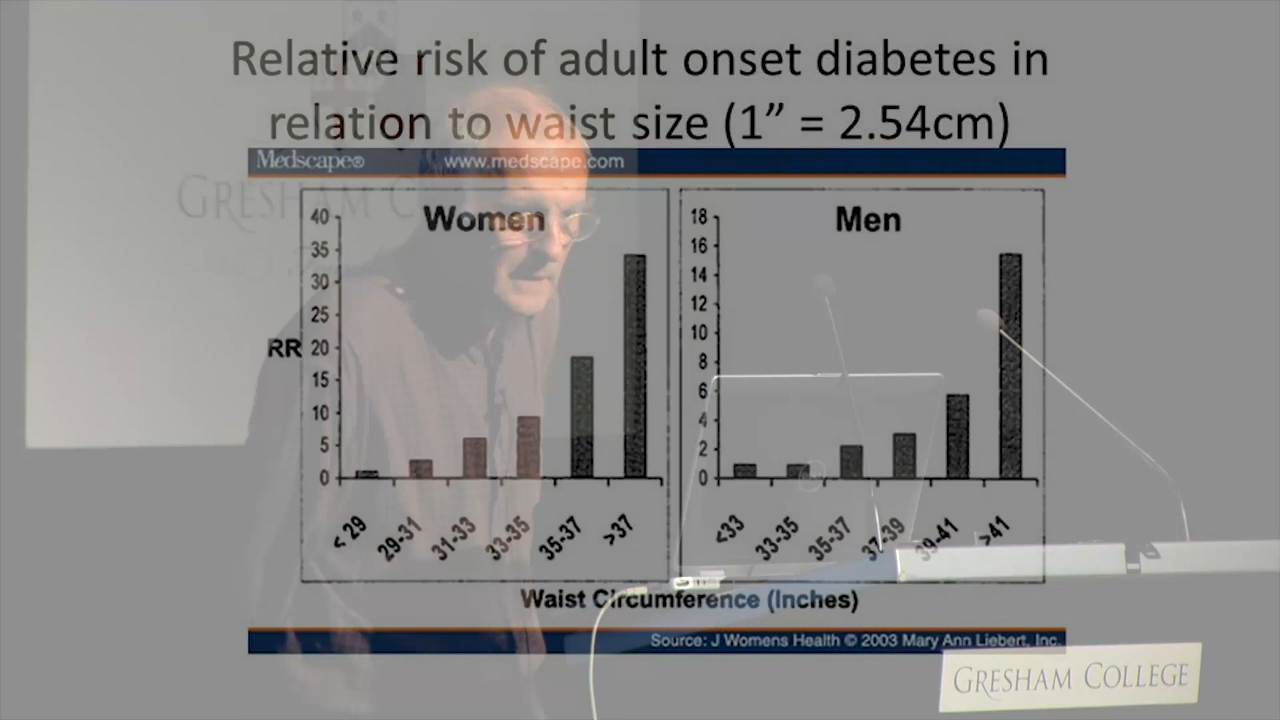 Relative risk of adult onset diabetes in
relation to waist size (1” = 2.54cm)
Medscape® www.medscape.com
GRESHAM C
Women
40
35
30
25
RR 20
15
10
5
0
< 29 29-31 31-33 33-35 35-37 >37
Men
18
16
14
12
10
8
6
4
2
0
<33 33-35 35-37 37-39 39-41 >41
Waist Circumference (Inches)
Source: J Womens Health © 2003 Mary Ann Liebert, Inc.
GRESHAM COLLEGE